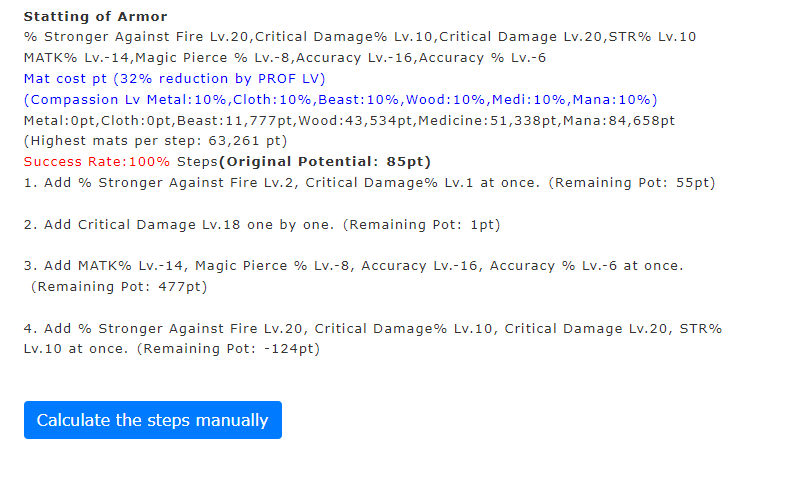 Statting of Armor
% Stronger Against Fire Lv.20,Critical Damage% Lv.10,Critical Damage Lv.20,STR% Lv.10
MATK% Lv.-14,Magic Pierce % Lv.-8,Accuracy Lv.-16,Accuracy % Lv.-6
Mat cost pt (32% reduction by PROF LV)
(Compassion Lv Metal:10%,Cloth:10%,Beast:10%,Wood:10%,Medi:10%,Mana:10%)
Metal:0pt,Cloth:0pt,Beast:11,777pt,Wood:43,534pt,Medicine:51,338pt,Mana:84,658pt
(Highest mats per step: 63,261 pt)
Success Rate:100% Steps(Original Potential: 85pt)
1. Add % Stronger Against Fire Lv.2, Critical Damage% Lv.1 at once. (Remaining Pot: 55pt)
2. Add Critical Damage Lv.18 one by one. (Remaining Pot: 1pt)
3. Add MATK% Lv.-14, Magic Pierce % Lv.-8, Accuracy Lv.-16, Accuracy % Lv.-6 at once.
(Remaining Pot: 477pt)
4. Add % Stronger Against Fire Lv.20, Critical Damage% Lv.10, Critical Damage Lv.20, STR%
Lv.10 at once. (Remaining Pot: -124pt)
Calculate the steps manually